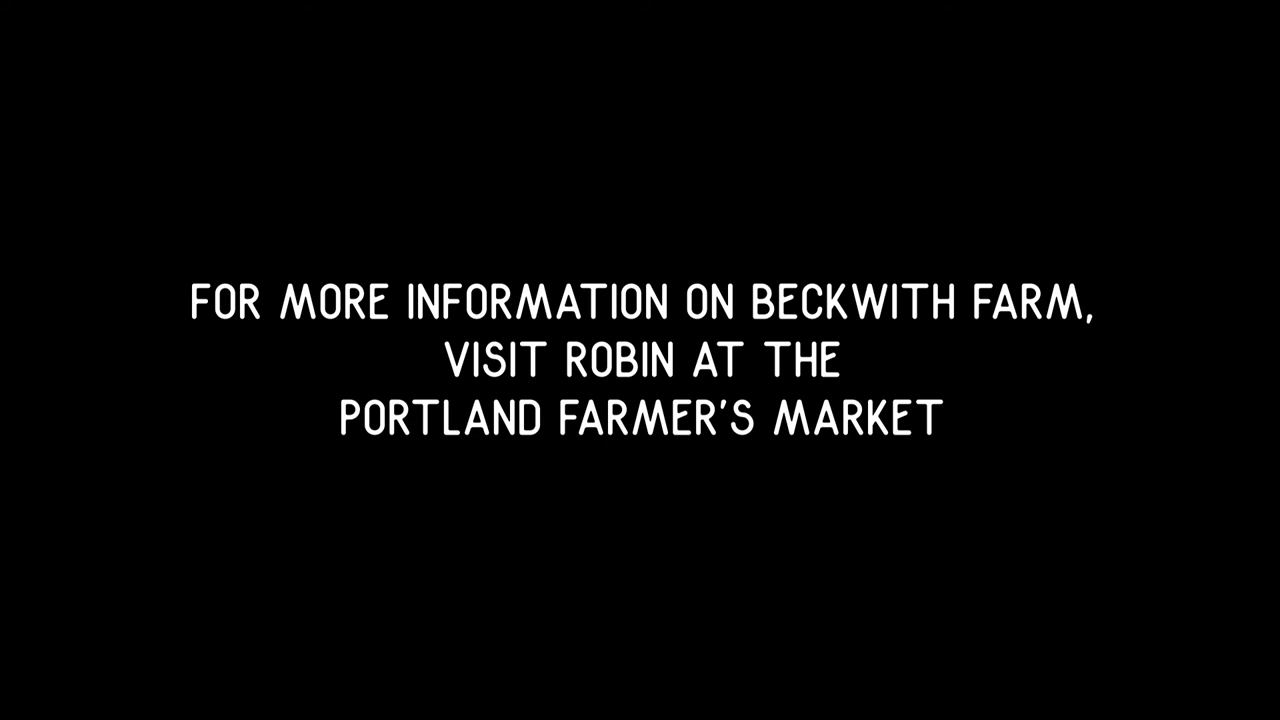 FOR MORE INFORMATION ON BECKWITH FARM,
VISIT ROBIN AT THE
PORTLAND FARMER'S MARKET